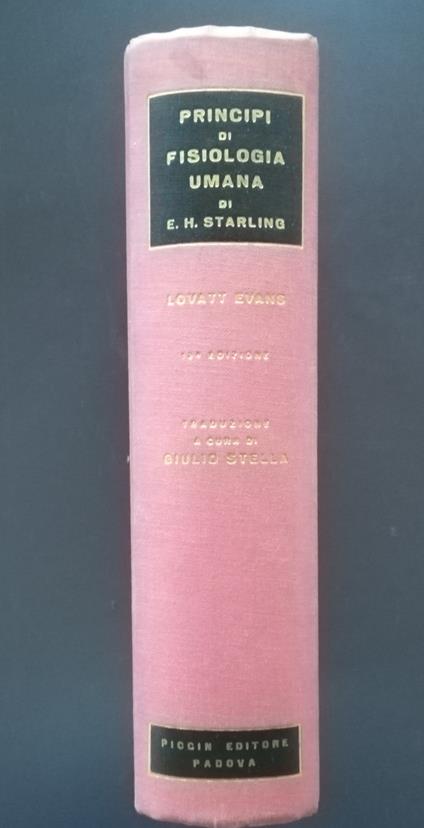 PRINCIPI
DI
FISIOLOGIA
UMANA
DI
E. H. STARLING
LOVATT EVANS
EDIZIONE
TRADUZIONE
A CURA DI
GIULIO STELLA
PICCIN EDITORE
PADOVA